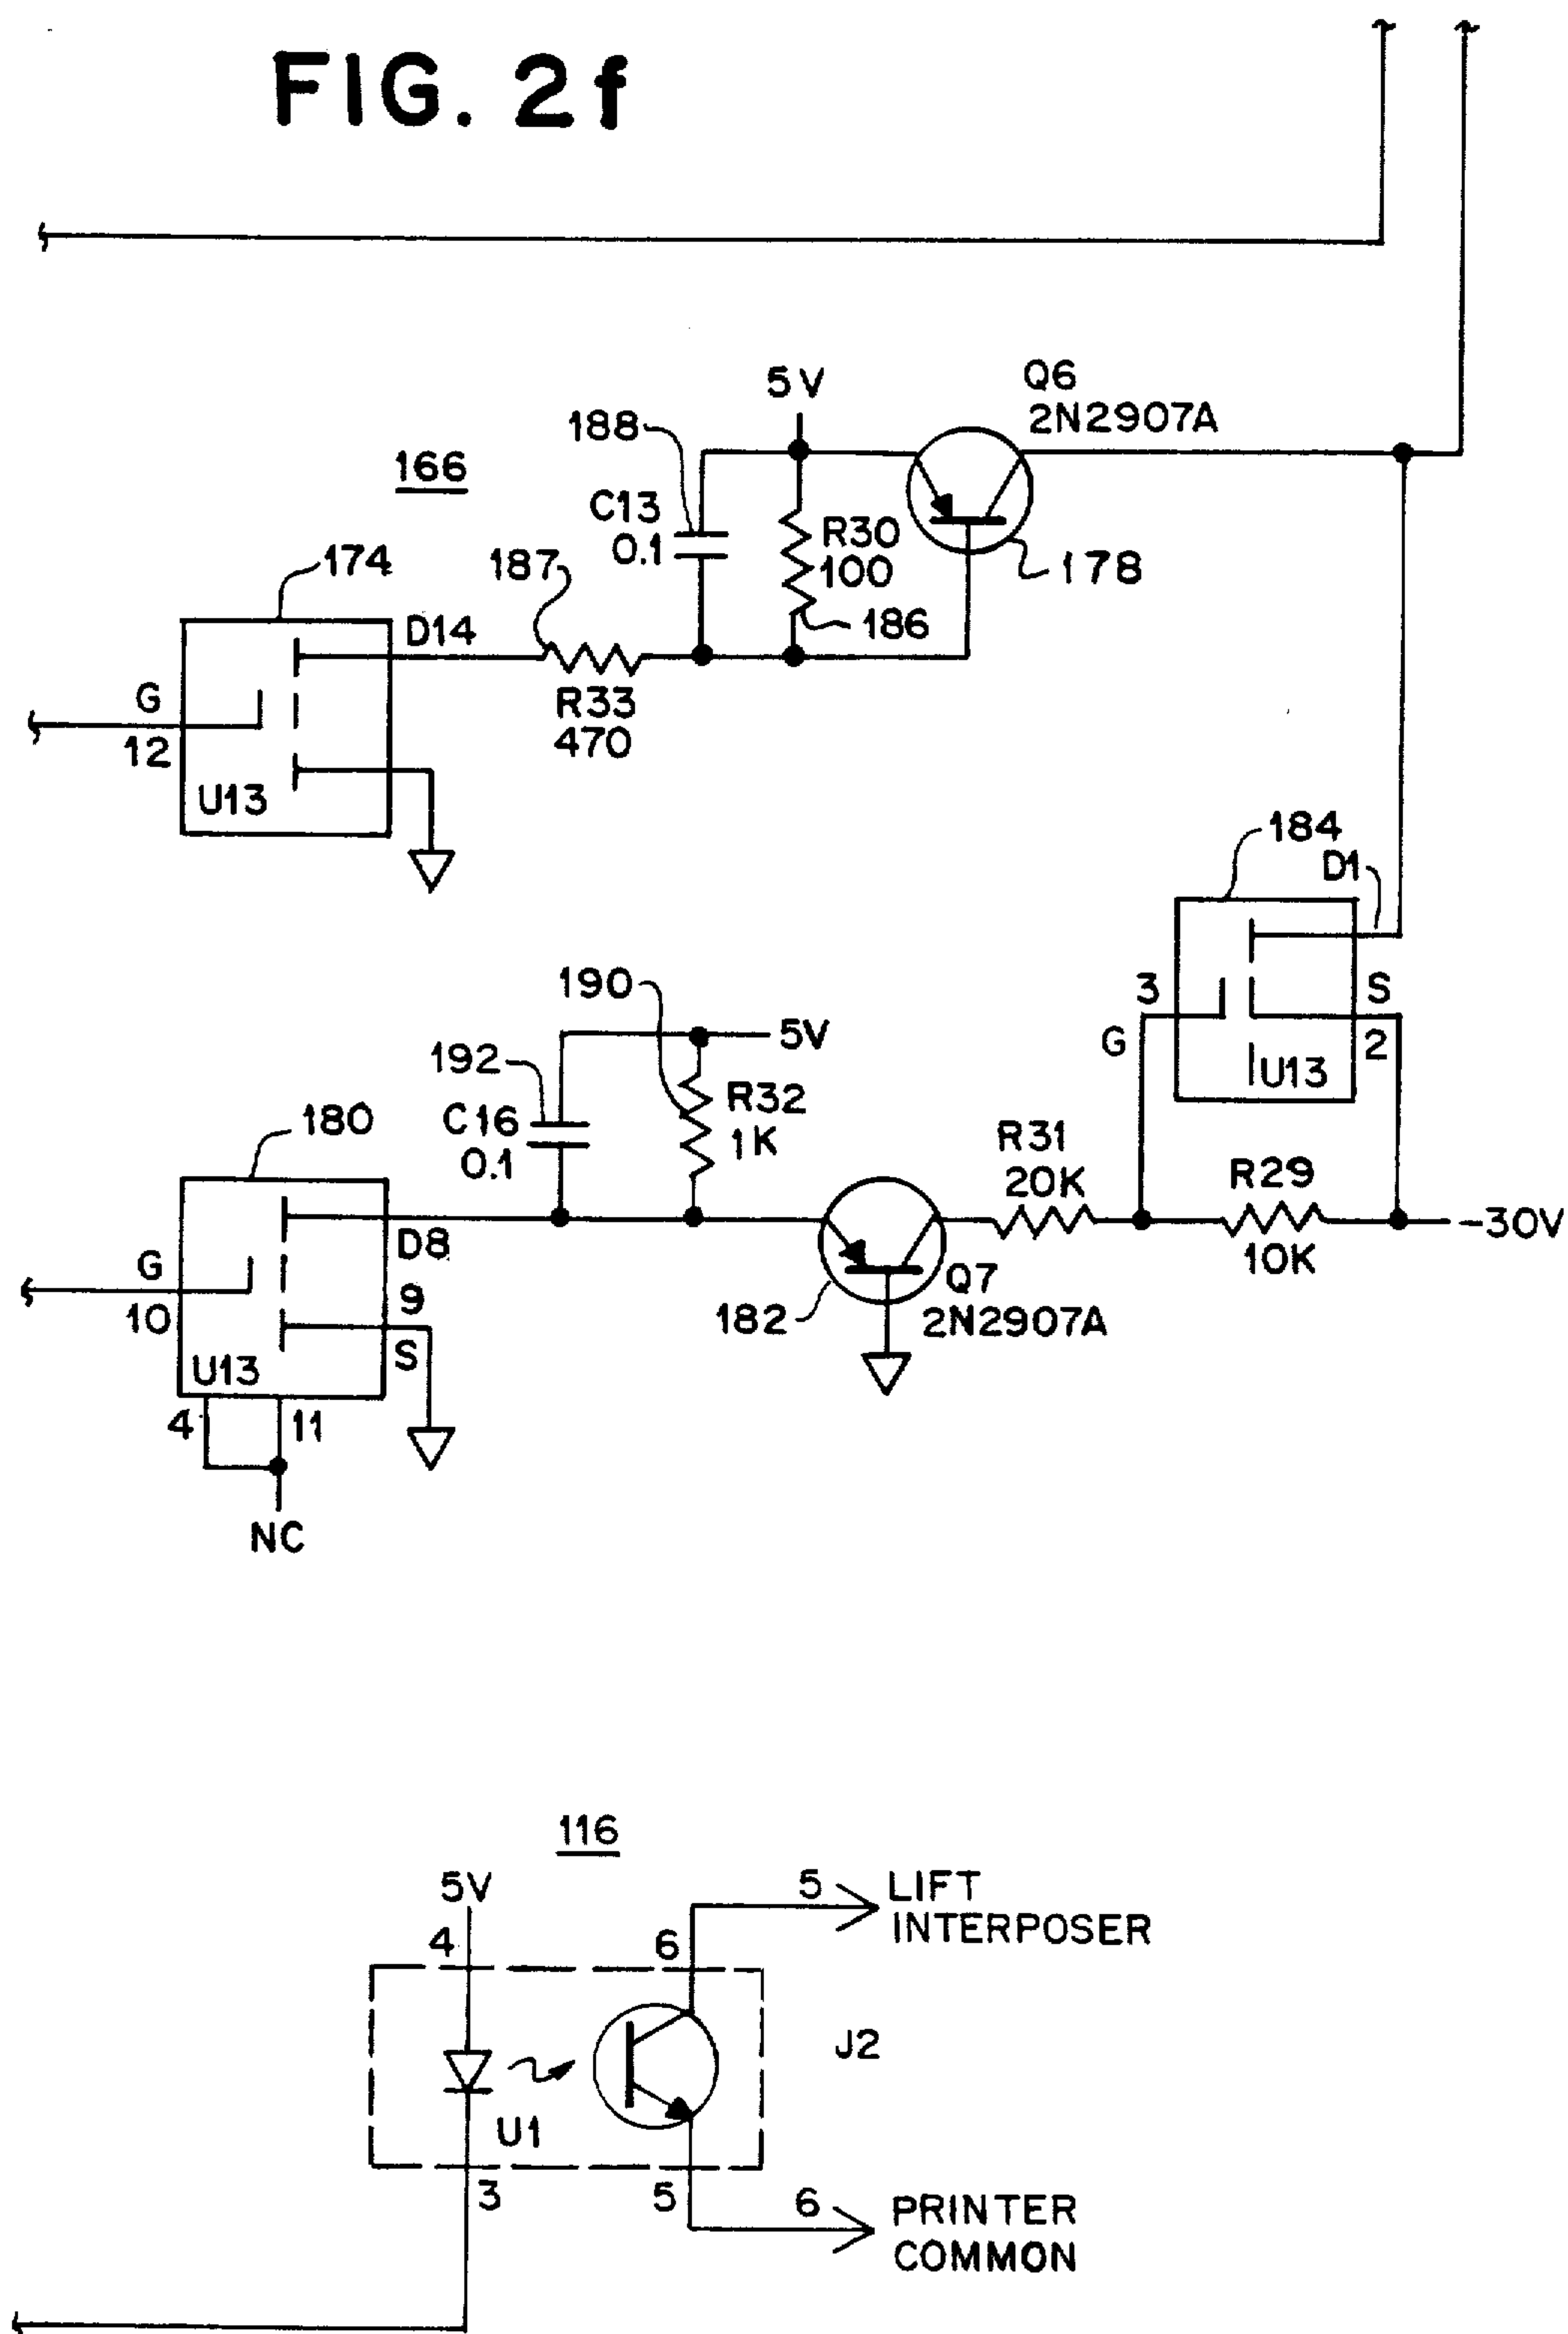 FIG. 2f
5V
Q6
2N2907A
188
166
C13
0.1
R30
100
178
174
187
186
D14
G
12
R33
470
U13
184
D1
3
S
G
2
U13
190
5V
192
C16
0.1
R32
1K
180
R31
20K
R29
10K
-30V
D8
G
10
9
S
U13
182
Q7
2N2907A
4
11
NC
116
5V
4
6
5
LIFT
INTERPOSER
J2
U1
3
5
6
PRINTER
COMMON